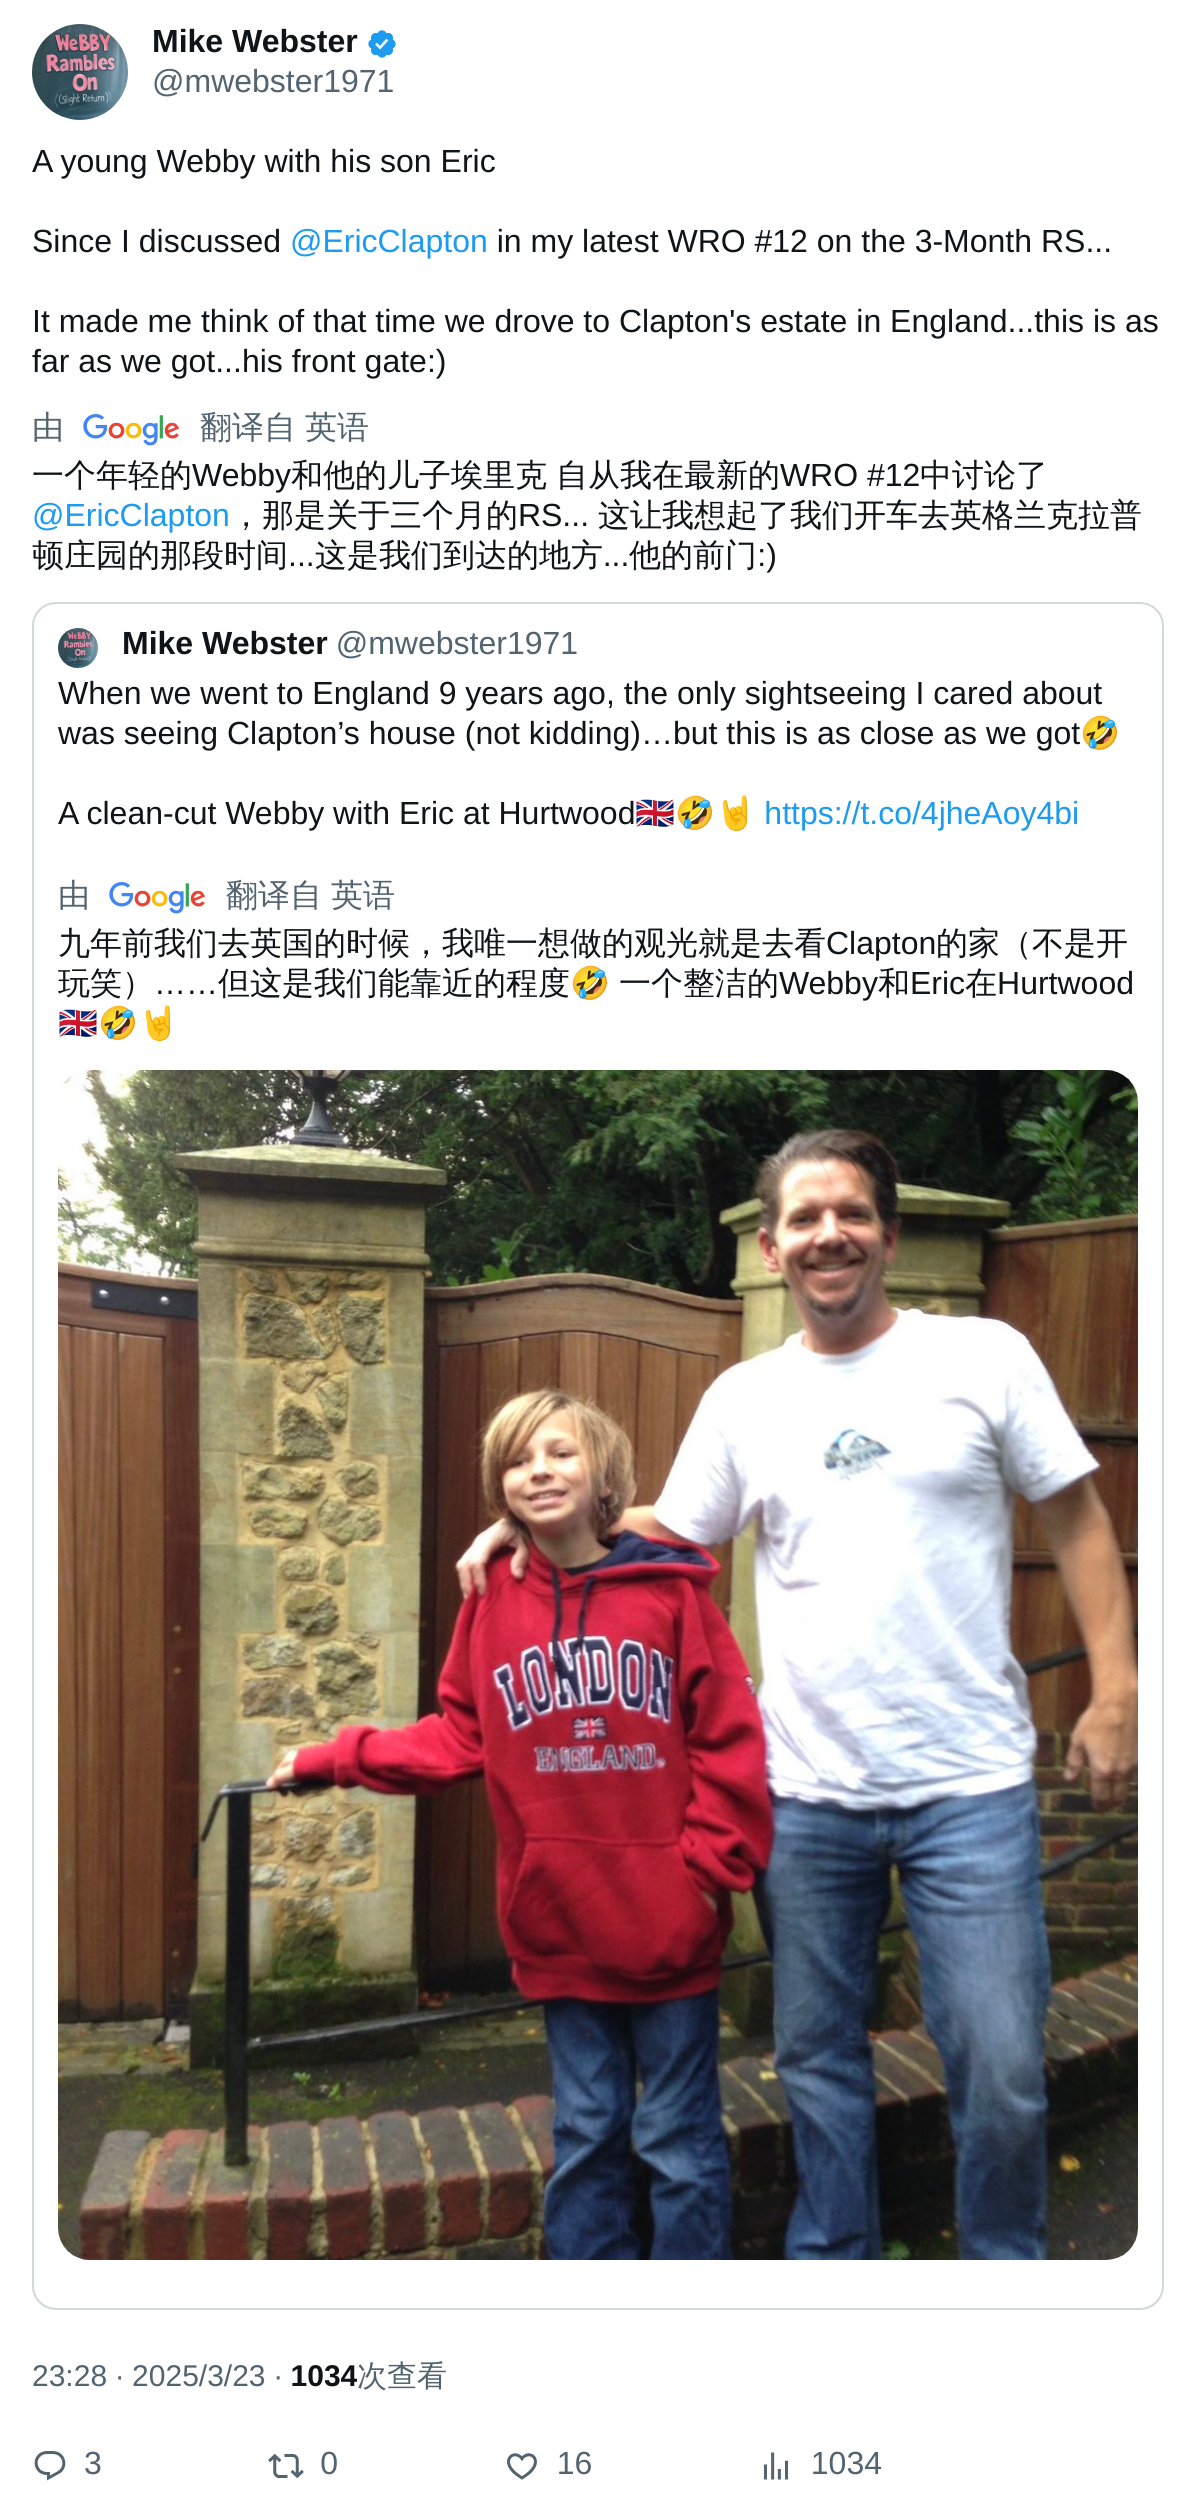 WeBBY
Rambles
On
((Slight Return))
Mike Webster
@mwebster1971
A young Webby with his son Eric
Since I discussed @EricClapton in my latest WRO #12 on the 3-Month RS...
It made me think of that time we drove to Clapton's estate in England...this is as
far as we got...his front gate:)
由 Google 翻译自 英语
一个年轻的Webby和他的儿子埃里克 自从我在最新的WRO #12中讨论了
@EricClapton，那是关于三个月的RS... 这让我想起了我们开车去英格兰克拉普
顿庄园的那段时间...这是我们到达的地方...他的前门:)
WeBBY
Rambles
On
Mike Webster @mwebster1971
When we went to England 9 years ago, the only sightseeing I cared about
was seeing Clapton’s house (not kidding)…but this is as close as we got🤣
A clean-cut Webby with Eric at Hurtwood🇬🇧🤣🤘 https://t.co/4jheAoy4bi
由 Google 翻译自 英语
九年前我们去英国的时候，我唯一想做的观光就是去看Clapton的家（不是开
玩笑）……但这是我们能靠近的程度🤣 一个整洁的Webby和Eric在Hurtwood
🇬🇧🤣🤘
LONDON
ENGLAND.
23:28 · 2025/3/23 · 1034次查看
3 0 16 1034